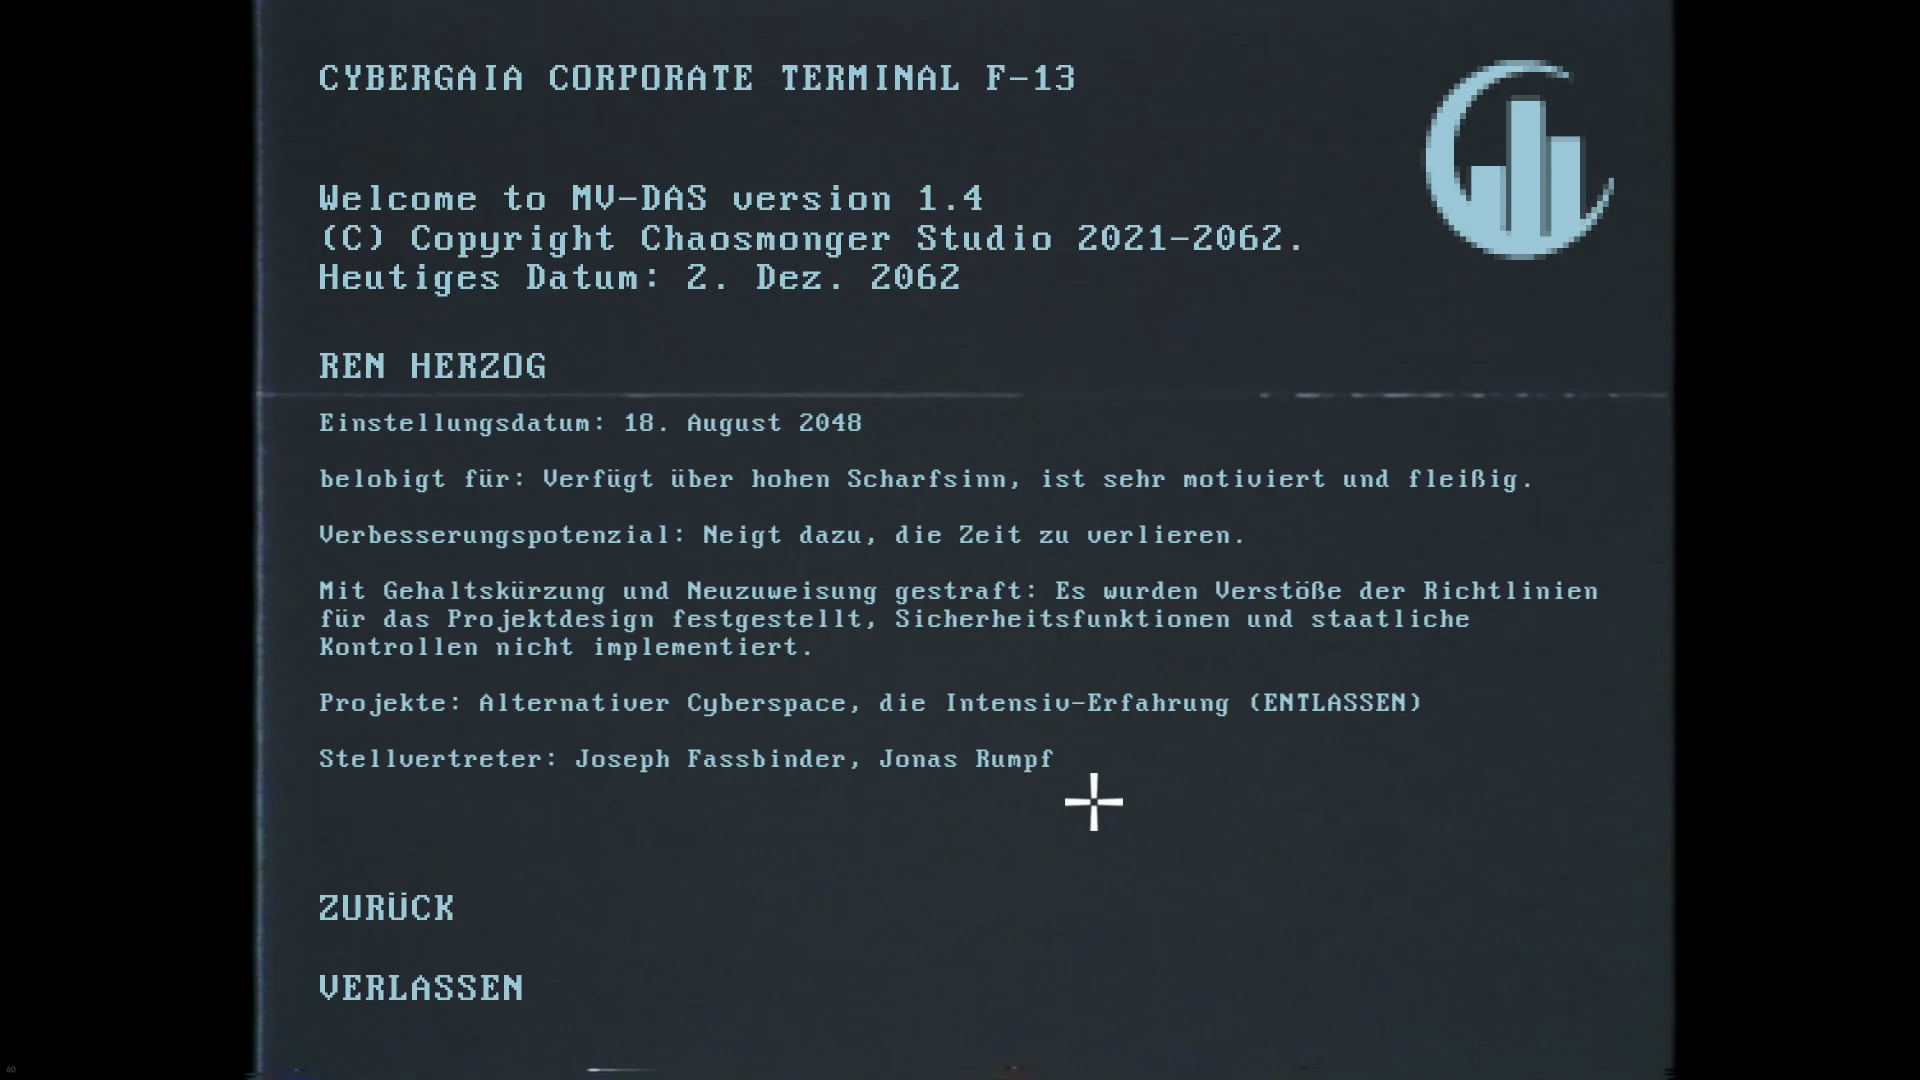 CYBERGAIA CORPORATE TERMINAL F-13
Welcome to MV-DAS version 1.4
(C) Copyright Chaosmonger Studio 2021-2062.
Heutiges Datum: 2. Dez. 2062
REN HERZOG
Einstellungsdatum: 18. August 2048
belobigt für: Verfügt über hohen Scharfsinn, ist sehr motiviert und fleißig.
Verbesserungspotenzial: Neigt dazu, die Zeit zu verlieren.
Mit Gehaltskürzung und Neuzuweisung gestraft: Es wurden Verstöße der Richtlinien
für das Projektdesign festgestellt, Sicherheitsfunktionen und staatliche
Kontrollen nicht implementiert.
Projekte: Alternativer Cyberspace, die Intensiv-Erfahrung (ENTLASSEN)
Stellvertreter: Joseph Fassbinder, Jonas Rumpf
ZURÜCK
VERLASSEN
60